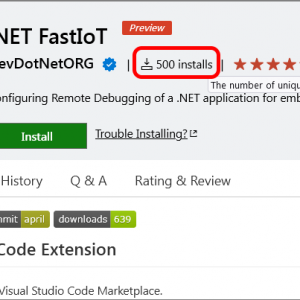 NET FastIoT
Preview
evDotNetORG | 500 installs |
The number of uniqu
onfiguring Remote Debugging of a .NET application for emb
Install Trouble Installing?
History Q & A Rating & Review
mmit april downloads 639
Code Extension
Visual Studio Code Marketplace.